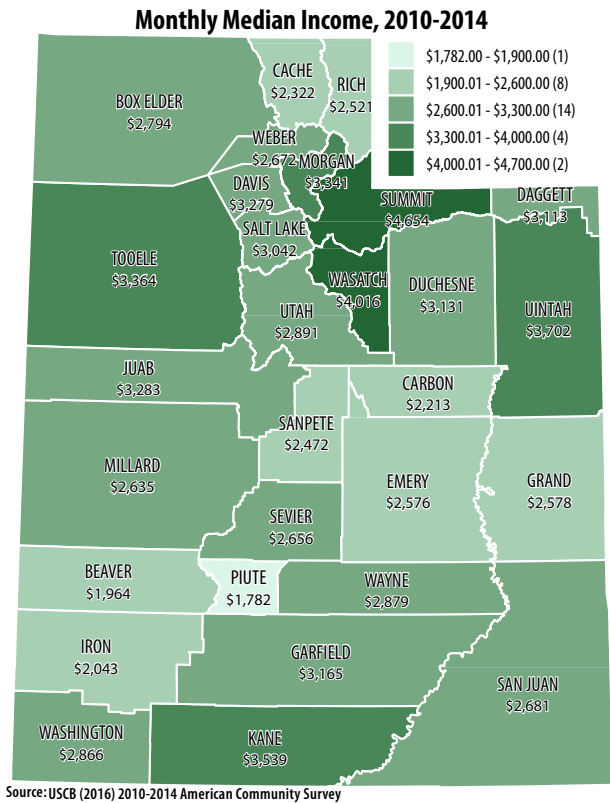 Monthly Median Income, 2010-2014
$1,782.00 - $1,900.00 (1)
$1,900.01 - $2,600.00 (8)
$2,600.01 - $3,300.00 (14)
$3,300.01 - $4,000.00 (4)
$4,000.01 - $4,700.00 (2)
CACHE
$2,322
RICH
$2,521
BOX ELDER
$2,794
WEBER
$2,672
MORGAN
$3,341
DAVIS
$3,279
SUMMIT
$4,654
DAGGETT
$3,113
SALT LAKE
$3,042
TOOELE
$3,364
WASATCH
$4,016
DUCHESNE
$3,131
UINTAH
$3,702
UTAH
$2,891
JUAB
$3,283
CARBON
$2,213
SANPETE
$2,472
MILLARD
$2,635
EMERY
$2,576
GRAND
$2,578
SEVIER
$2,656
BEAVER
$1,964
PIUTE
$1,782
WAYNE
$2,879
IRON
$2,043
GARFIELD
$3,165
SAN JUAN
$2,681
WASHINGTON
$2,866
KANE
$3,539
Source: USCB (2016) 2010-2014 American Community Survey